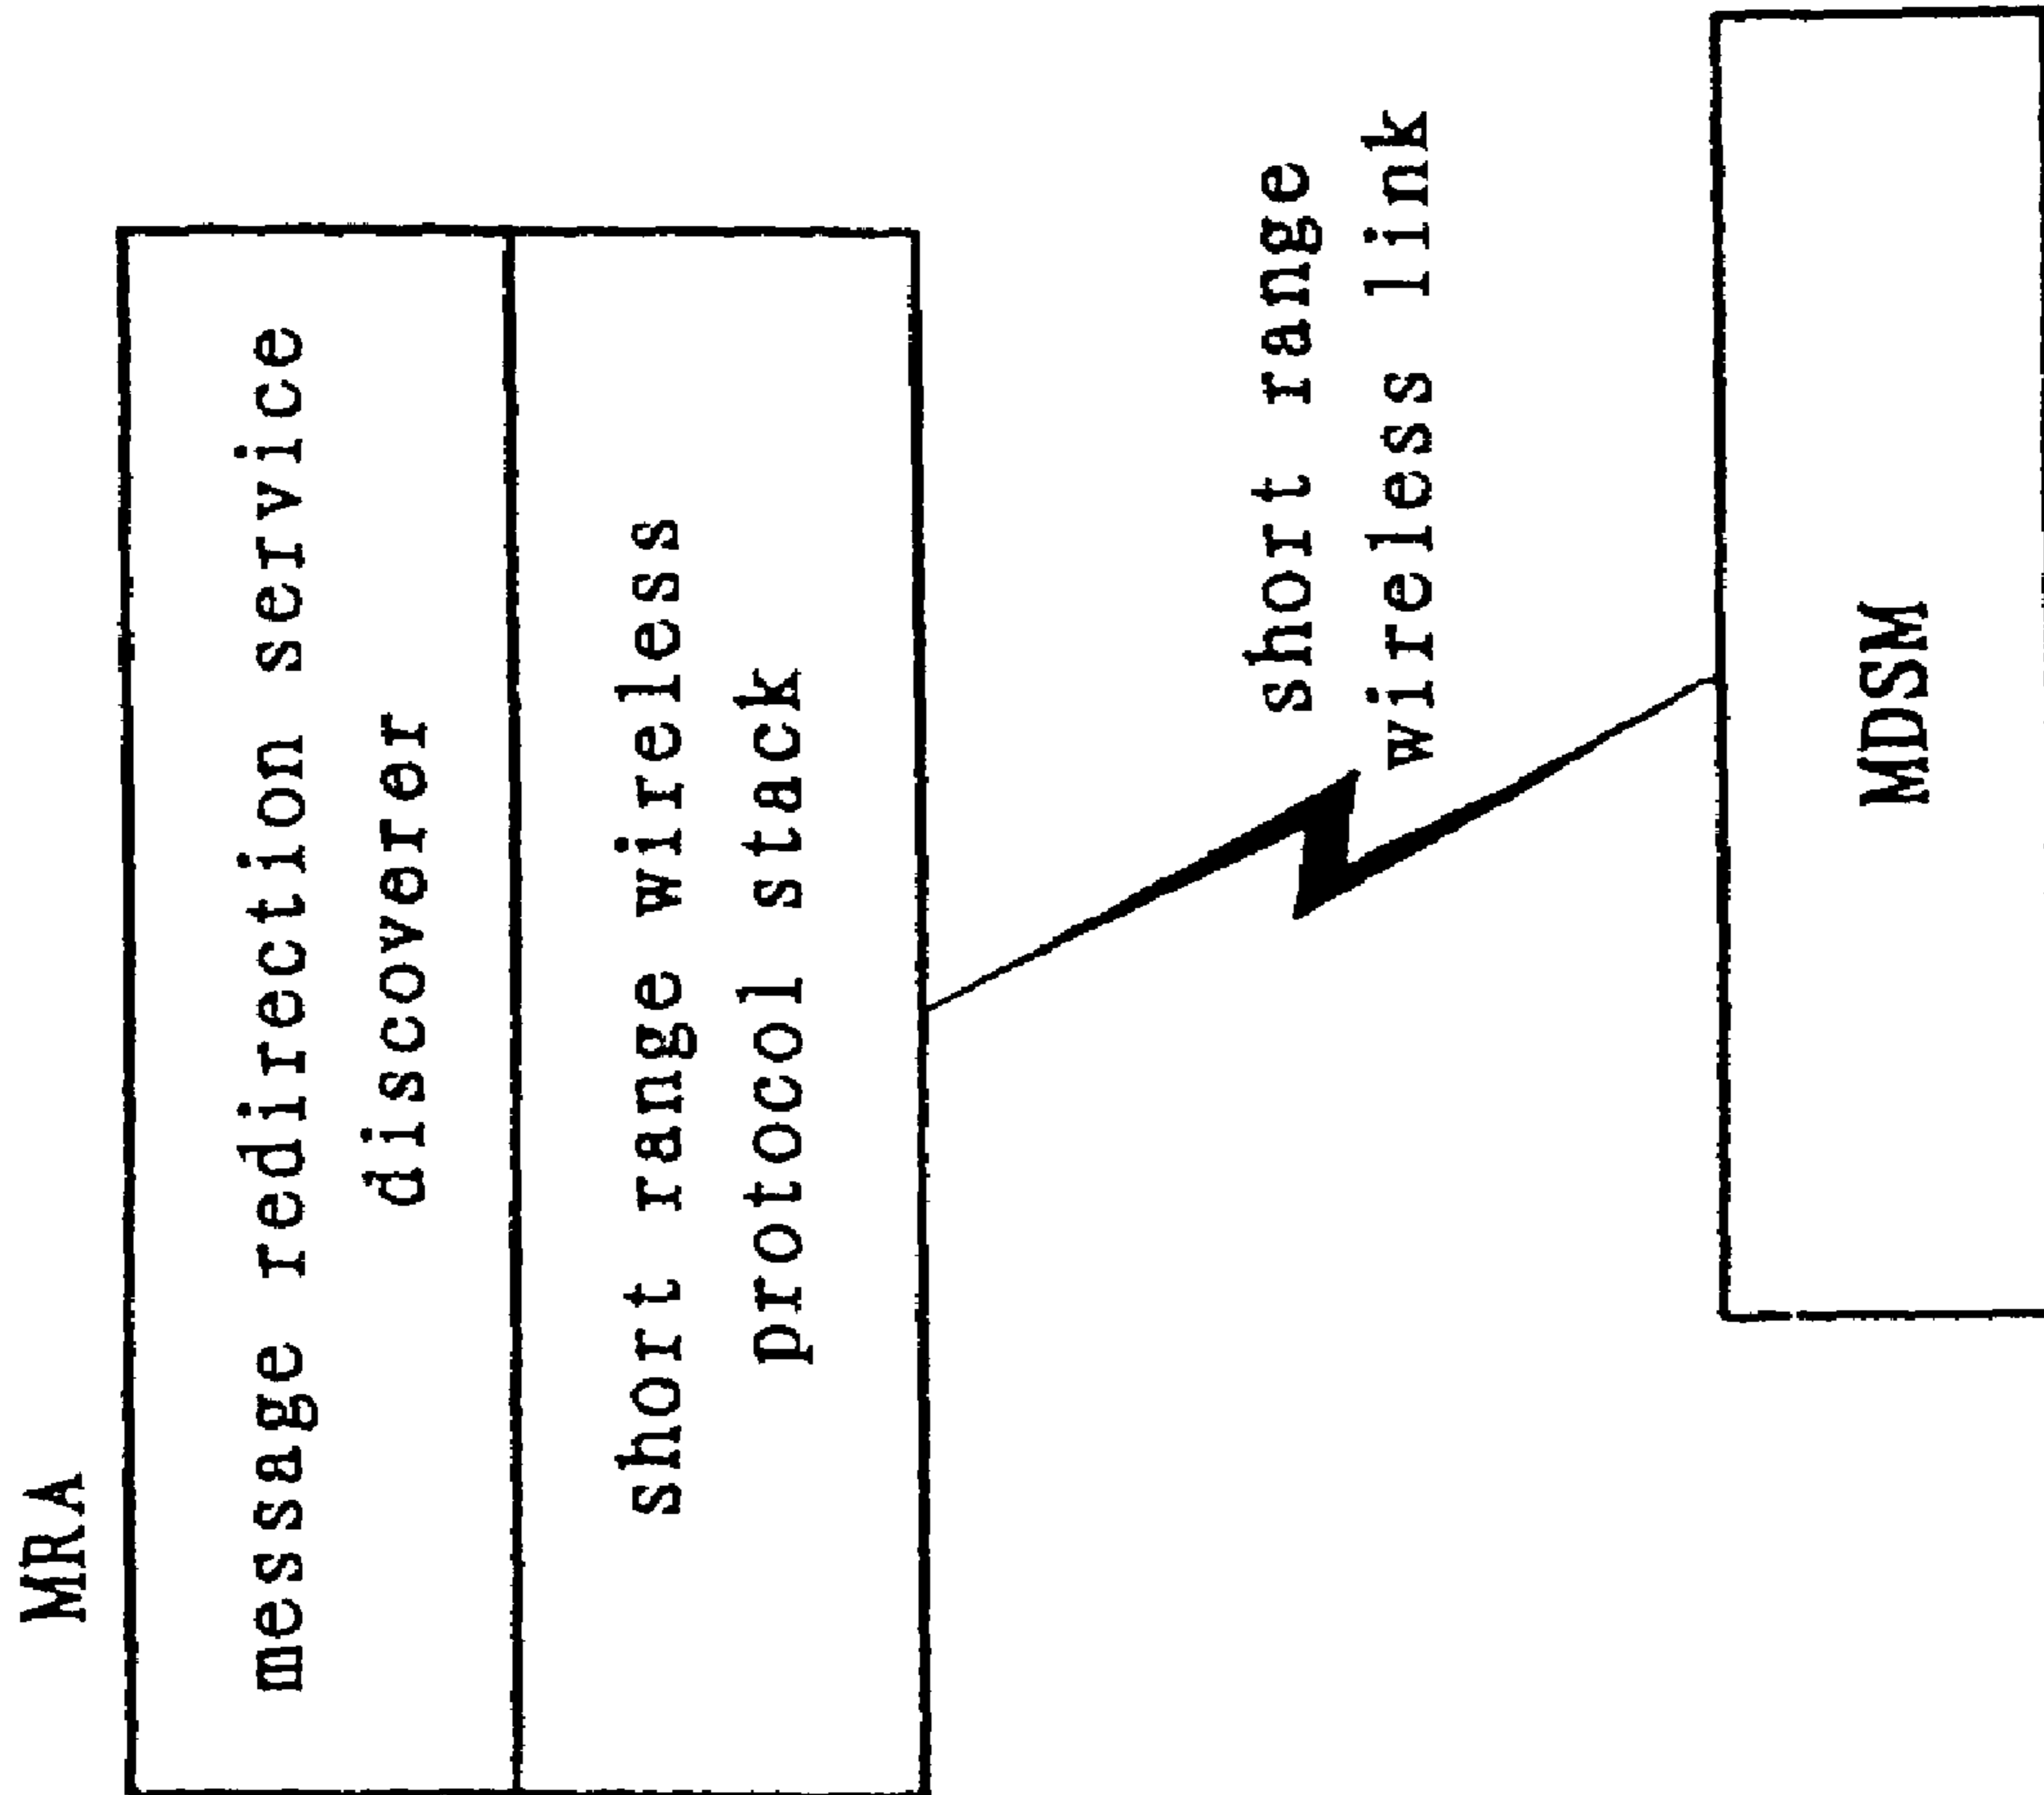 MRA
message redirection service
discoverer
short range wireless
protocol stack
short range
wireless link
MDSM